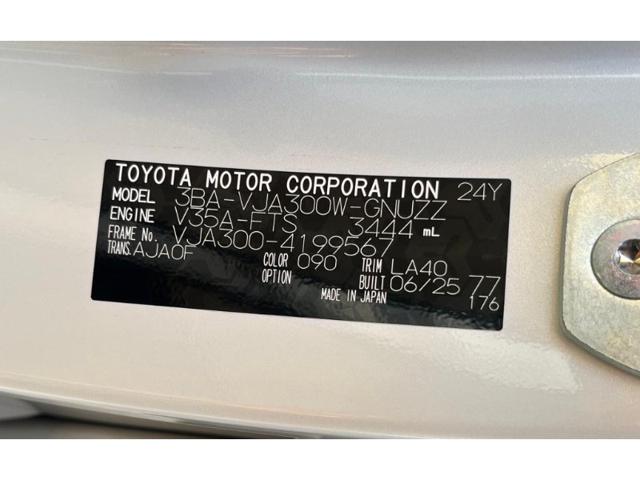 TOYOTA MOTOR CORPORATION 24Y
MODEL 3BA-VJA300W-GNUZZ
ENGINE V35A-FTS 3444 mL
FRAME No. VJA300-4199567
TRANS. AJA0F COLOR 090 TRIM LA40
OPTION BUILT 06/25 77
MADE IN JAPAN 176